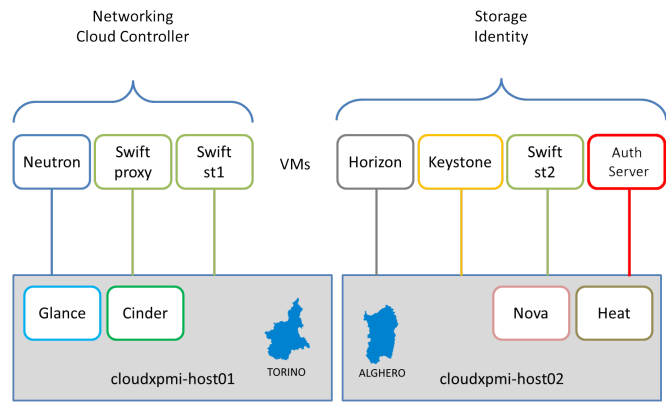 Networking
Cloud Controller
Storage
Identity
Neutron
Swift
proxy
Swift
st1
VMs
Horizon
Keystone
Swift
st2
Auth
Server
Glance
Cinder
Nova
Heat
TORINO
ALGHERO
cloudxpmi-host01
cloudxpmi-host02